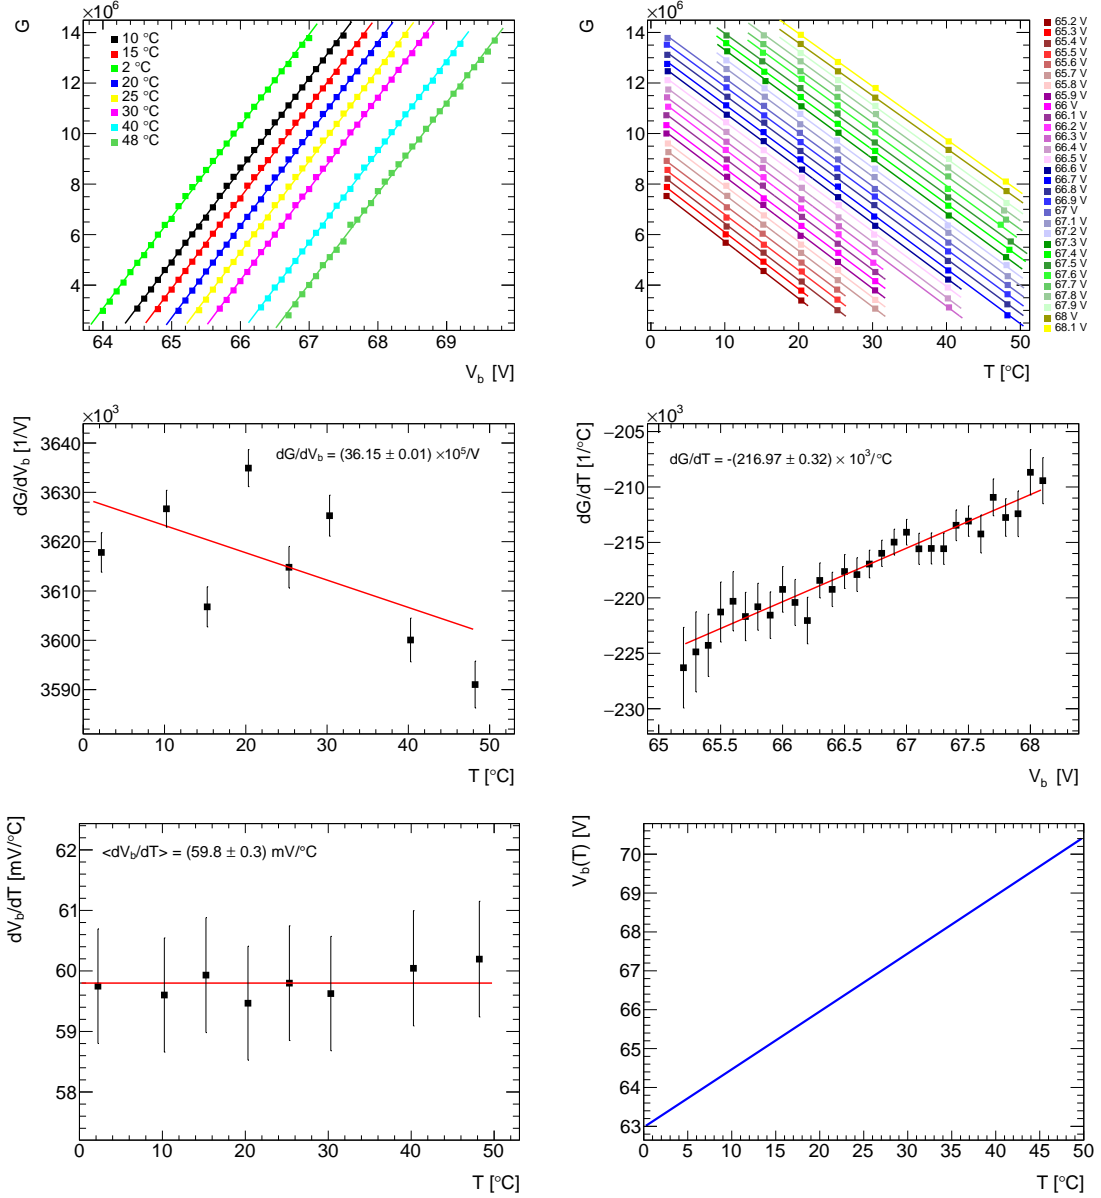 G
×10⁶
14
12
10
8
6
4
10 °C
15 °C
2 °C
20 °C
25 °C
30 °C
40 °C
48 °C
64 65 66 67 68 69
V_b [V]
G
×10⁶
14
12
10
8
6
4
0 10 20 30 40 50
T [°C]
65.2 V
65.3 V
65.4 V
65.5 V
65.6 V
65.7 V
65.8 V
65.9 V
66 V
66.1 V
66.2 V
66.3 V
66.4 V
66.5 V
66.6 V
66.7 V
66.8 V
66.9 V
67 V
67.1 V
67.2 V
67.3 V
67.4 V
67.5 V
67.6 V
67.7 V
67.8 V
67.9 V
68 V
68.1 V
dG/dV_b [1/V]
×10³
3640
3630
3620
3610
3600
3590
dG/dV_b = (36.15 ± 0.01) ×10⁵/V
0 10 20 30 40 50
T [°C]
dG/dT [1/°C]
×10³
−205
−210
−215
−220
−225
−230
dG/dT = -(216.97 ± 0.32) × 10³/°C
65 65.5 66 66.5 67 67.5 68
V_b [V]
dV_b/dT [mV/°C]
62
61
60
59
58
<dV_b/dT> = (59.8 ± 0.3) mV/°C
0 10 20 30 40 50
T [°C]
V_b(T) [V]
70
69
68
67
66
65
63
63
0 5 10 15 20 25 30 35 40 45 50
T [°C]